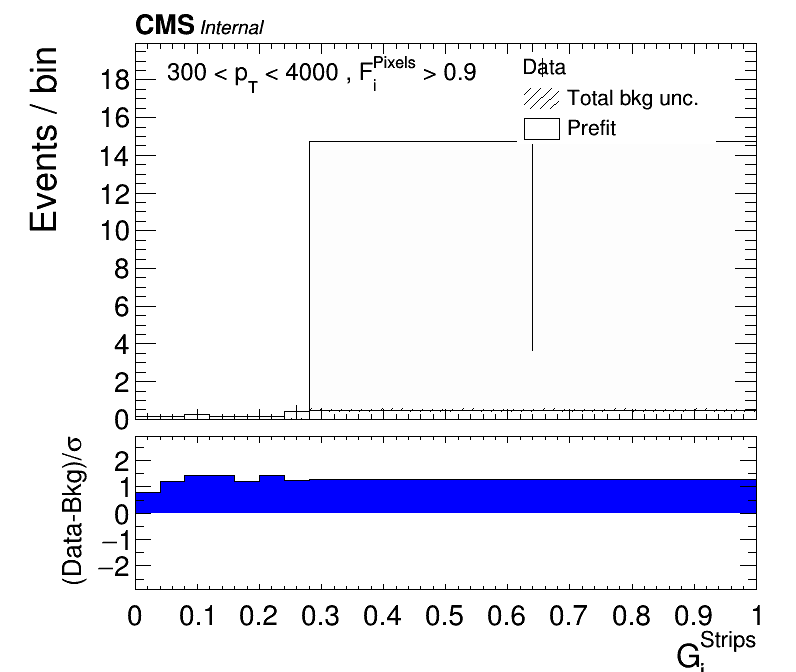 CMS Internal
300 < p_T < 4000 , F_i^Pixels > 0.9
Data
Total bkg unc.
Prefit
Events / bin
18
16
14
12
10
8
6
4
2
0
(Data-Bkg)/σ
2
1
0
−1
−2
0 0.1 0.2 0.3 0.4 0.5 0.6 0.7 0.8 0.9 1
G_i^Strips